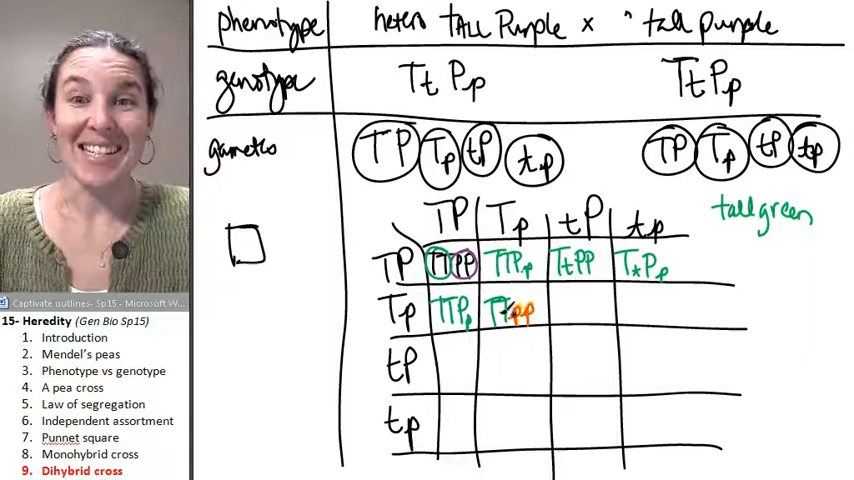 phenotype hetero TALL Purple x " tall purple
genotype Tt Pp TtPp
gametes TP Tp tP tp TP Tp tP tp
TP Tp tP tp tall green
TP TTPP TTPp TtPP TtPp
Tp TTPp TTpp
tP
tp
Captivate outlines- Sp15 - Microsoft W...
15- Heredity (Gen Bio Sp15)
1. Introduction
2. Mendel's peas
3. Phenotype vs genotype
4. A pea cross
5. Law of segregation
6. Independent assortment
7. Punnet square
8. Monohybrid cross
9. Dihybrid cross